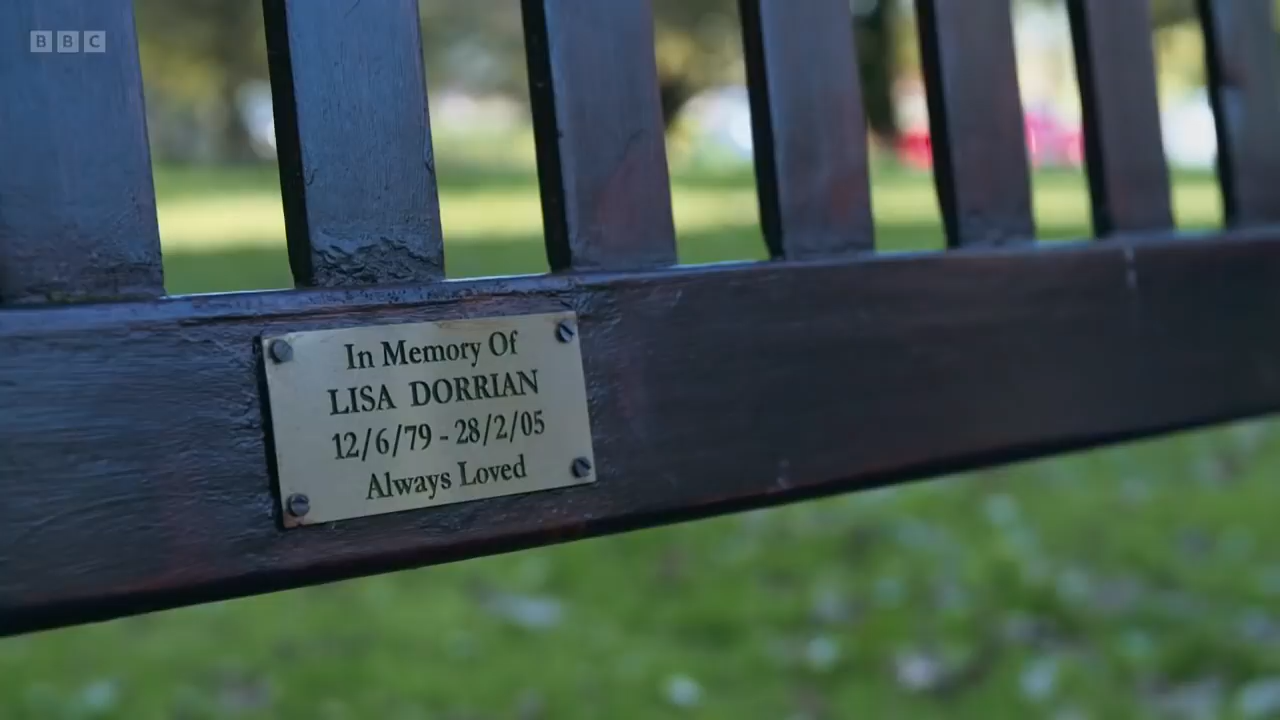 BBC
In Memory Of
LISA DORRIAN
12/6/79 - 28/2/05
Always Loved